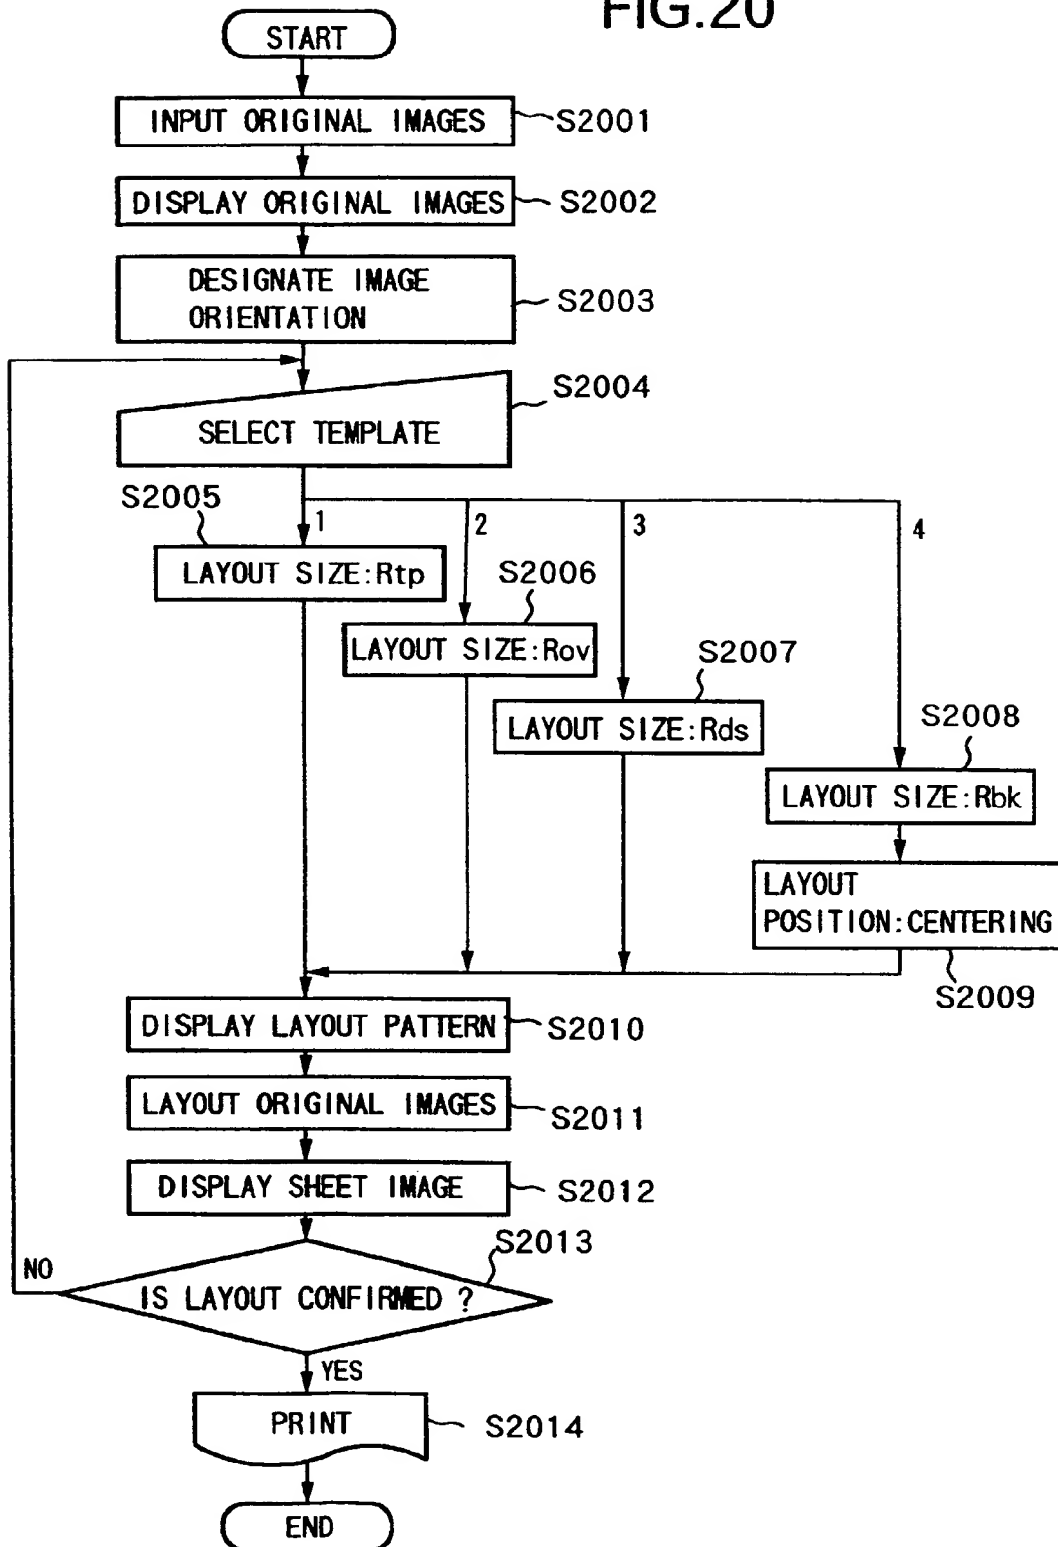 FIG.20
START
INPUT ORIGINAL IMAGES
S2001
DISPLAY ORIGINAL IMAGES
S2002
DESIGNATE IMAGE
ORIENTATION
S2003
SELECT TEMPLATE
S2004
S2005
1
2
3
4
LAYOUT SIZE:Rtp
S2006
LAYOUT SIZE:Rov
S2007
LAYOUT SIZE:Rds
S2008
LAYOUT SIZE:Rbk
LAYOUT
POSITION:CENTERING
S2009
DISPLAY LAYOUT PATTERN
S2010
LAYOUT ORIGINAL IMAGES
S2011
DISPLAY SHEET IMAGE
S2012
S2013
NO
IS LAYOUT CONFIRMED ?
YES
PRINT
S2014
END